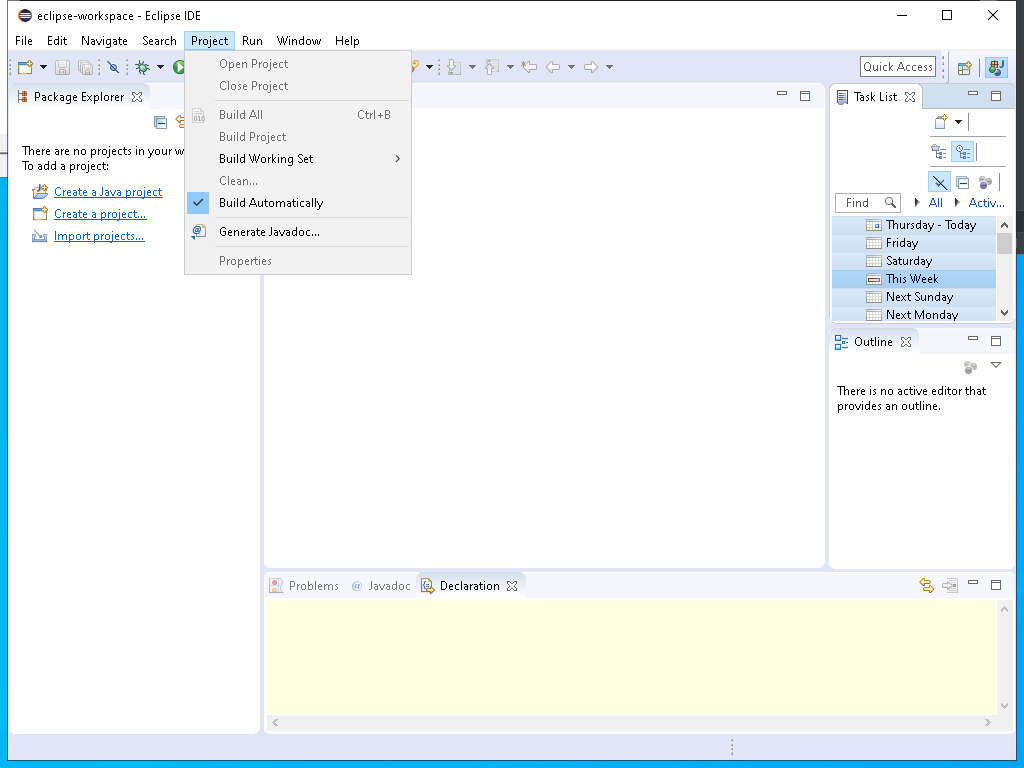 eclipse-workspace - Eclipse IDE
File Edit Navigate Search Project Run Window Help
Quick Access
Open Project
Close Project
Build All Ctrl+B
Build Project
Build Working Set
Clean...
Build Automatically
Generate Javadoc...
Properties
Package Explorer
There are no projects in your
To add a project:
Create a Java project
Create a project...
Import projects...
Task List
Find All Activ...
Thursday - Today
Friday
Saturday
This Week
Next Sunday
Next Monday
Outline
There is no active editor that
provides an outline.
Problems @ Javadoc Declaration